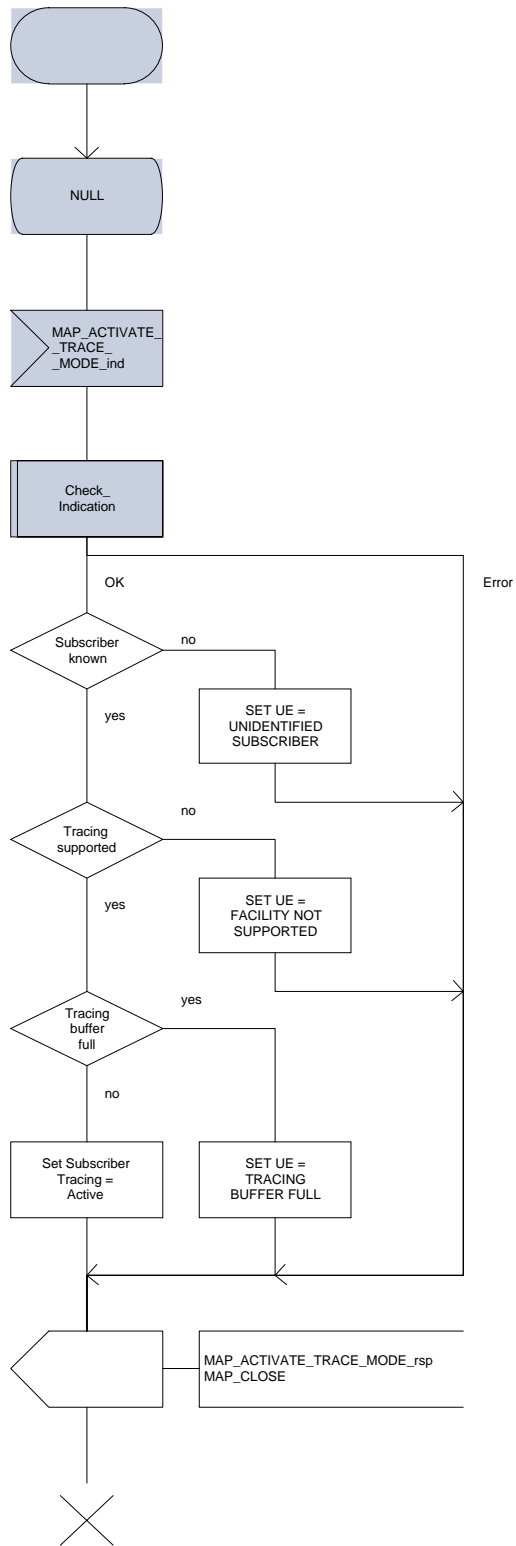 NULL
MAP_ACTIVATE_
_TRACE_
_MODE_ind
Check_
Indication
OK
Error
Subscriber
known
no
yes
SET UE =
UNIDENTIFIED
SUBSCRIBER
Tracing
supported
no
yes
SET UE =
FACILITY NOT
SUPPORTED
Tracing
buffer
full
yes
no
Set Subscriber
Tracing =
Active
SET UE =
TRACING
BUFFER FULL
MAP_ACTIVATE_TRACE_MODE_rsp
MAP_CLOSE